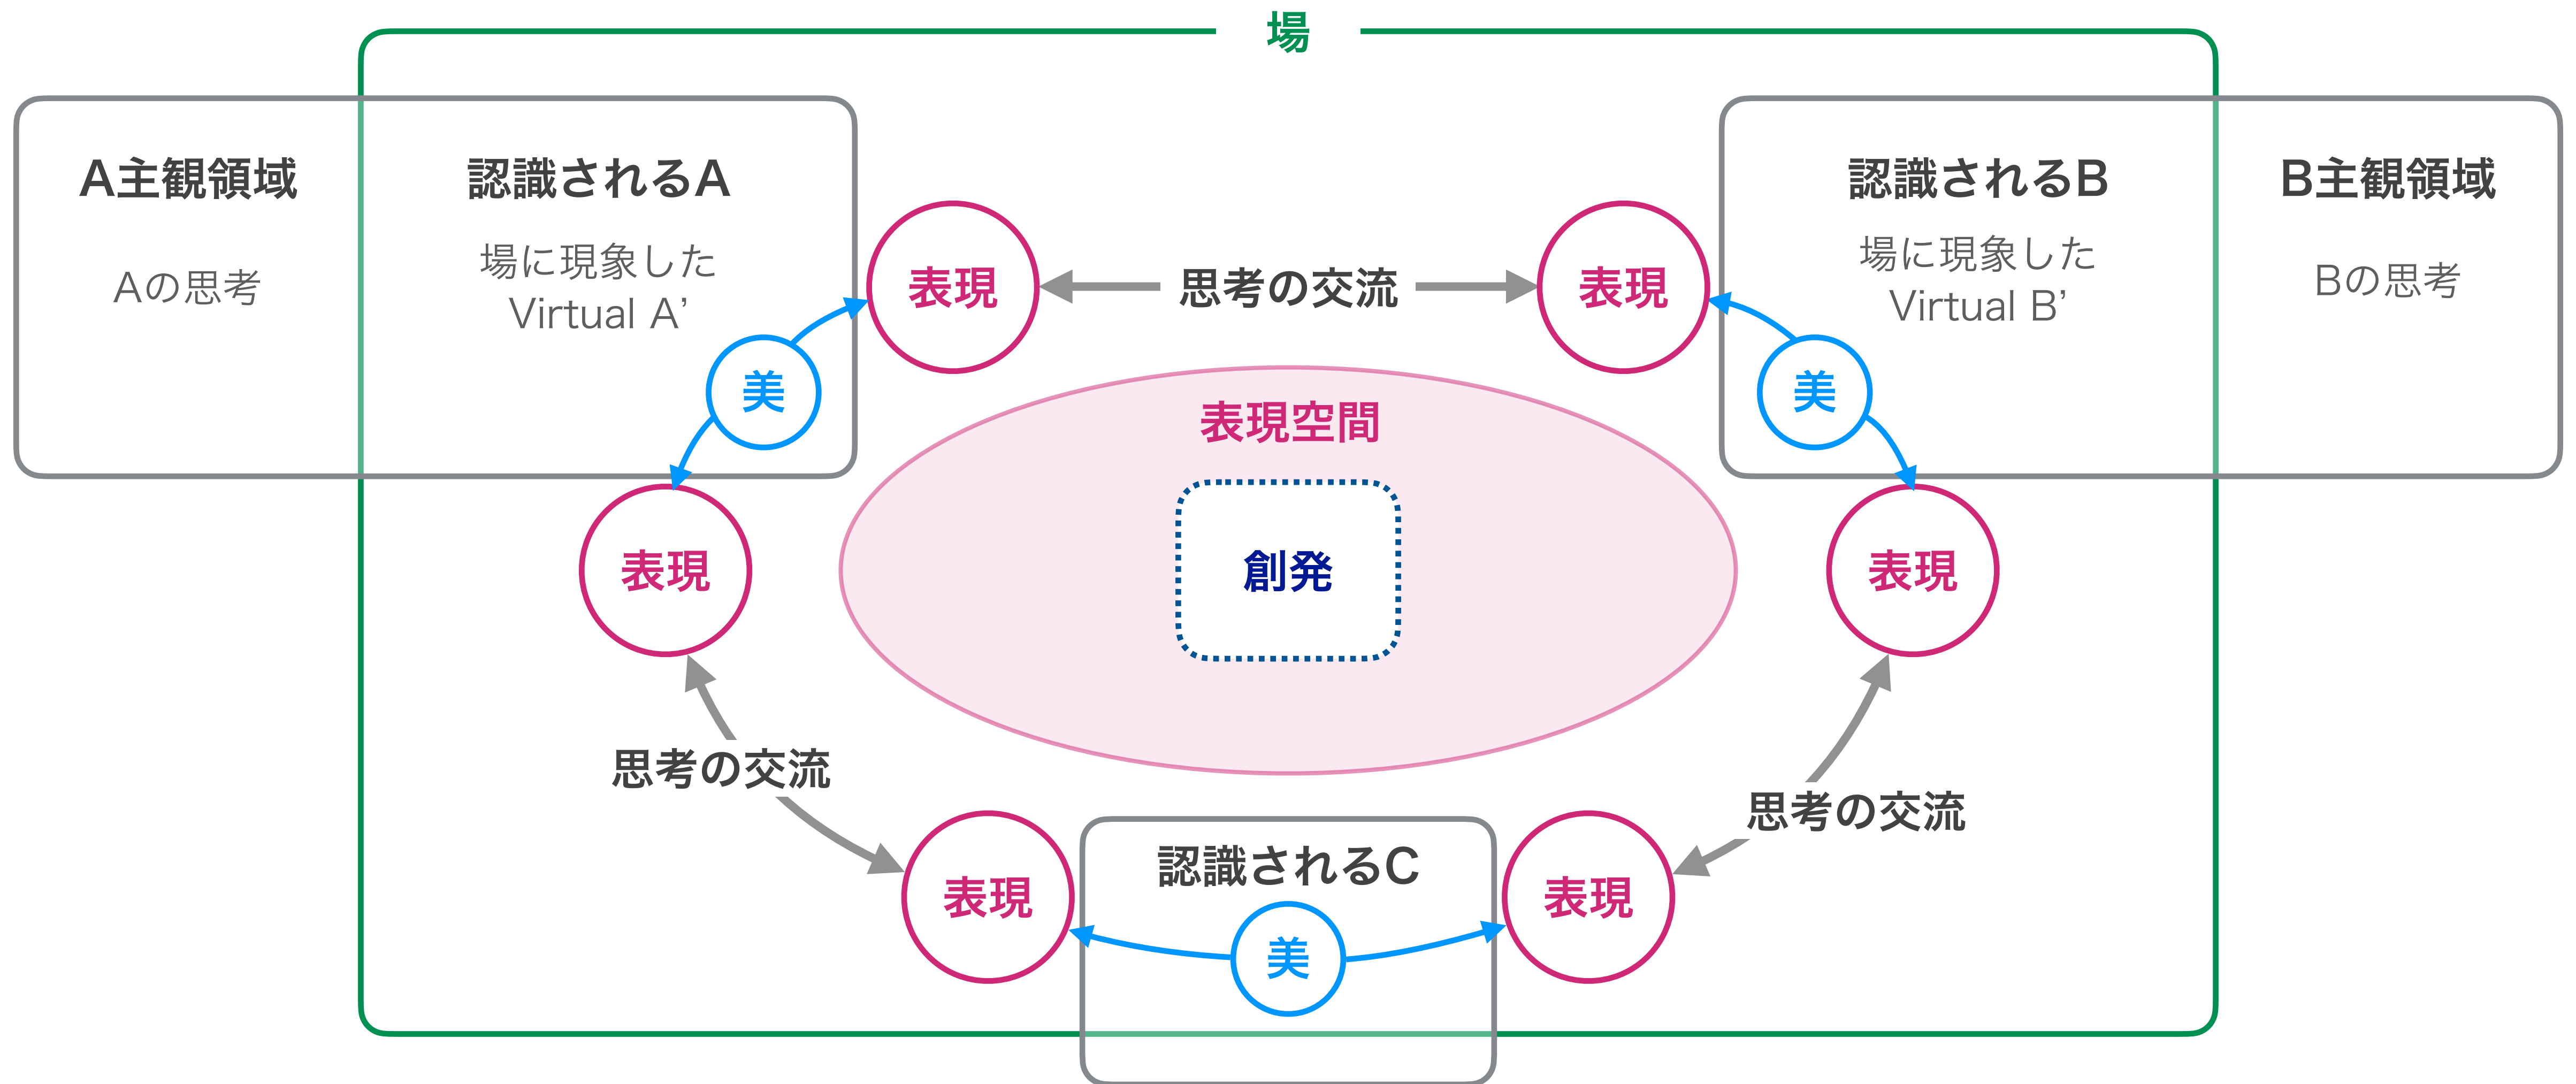 場
A主観領域
認識されるA
認識されるB
B主観領域
Aの思考
場に現象した
Virtual A’
場に現象した
Virtual B’
Bの思考
表現
思考の交流
表現
美
美
表現空間
表現
創発
表現
思考の交流
思考の交流
認識されるC
表現
美
表現